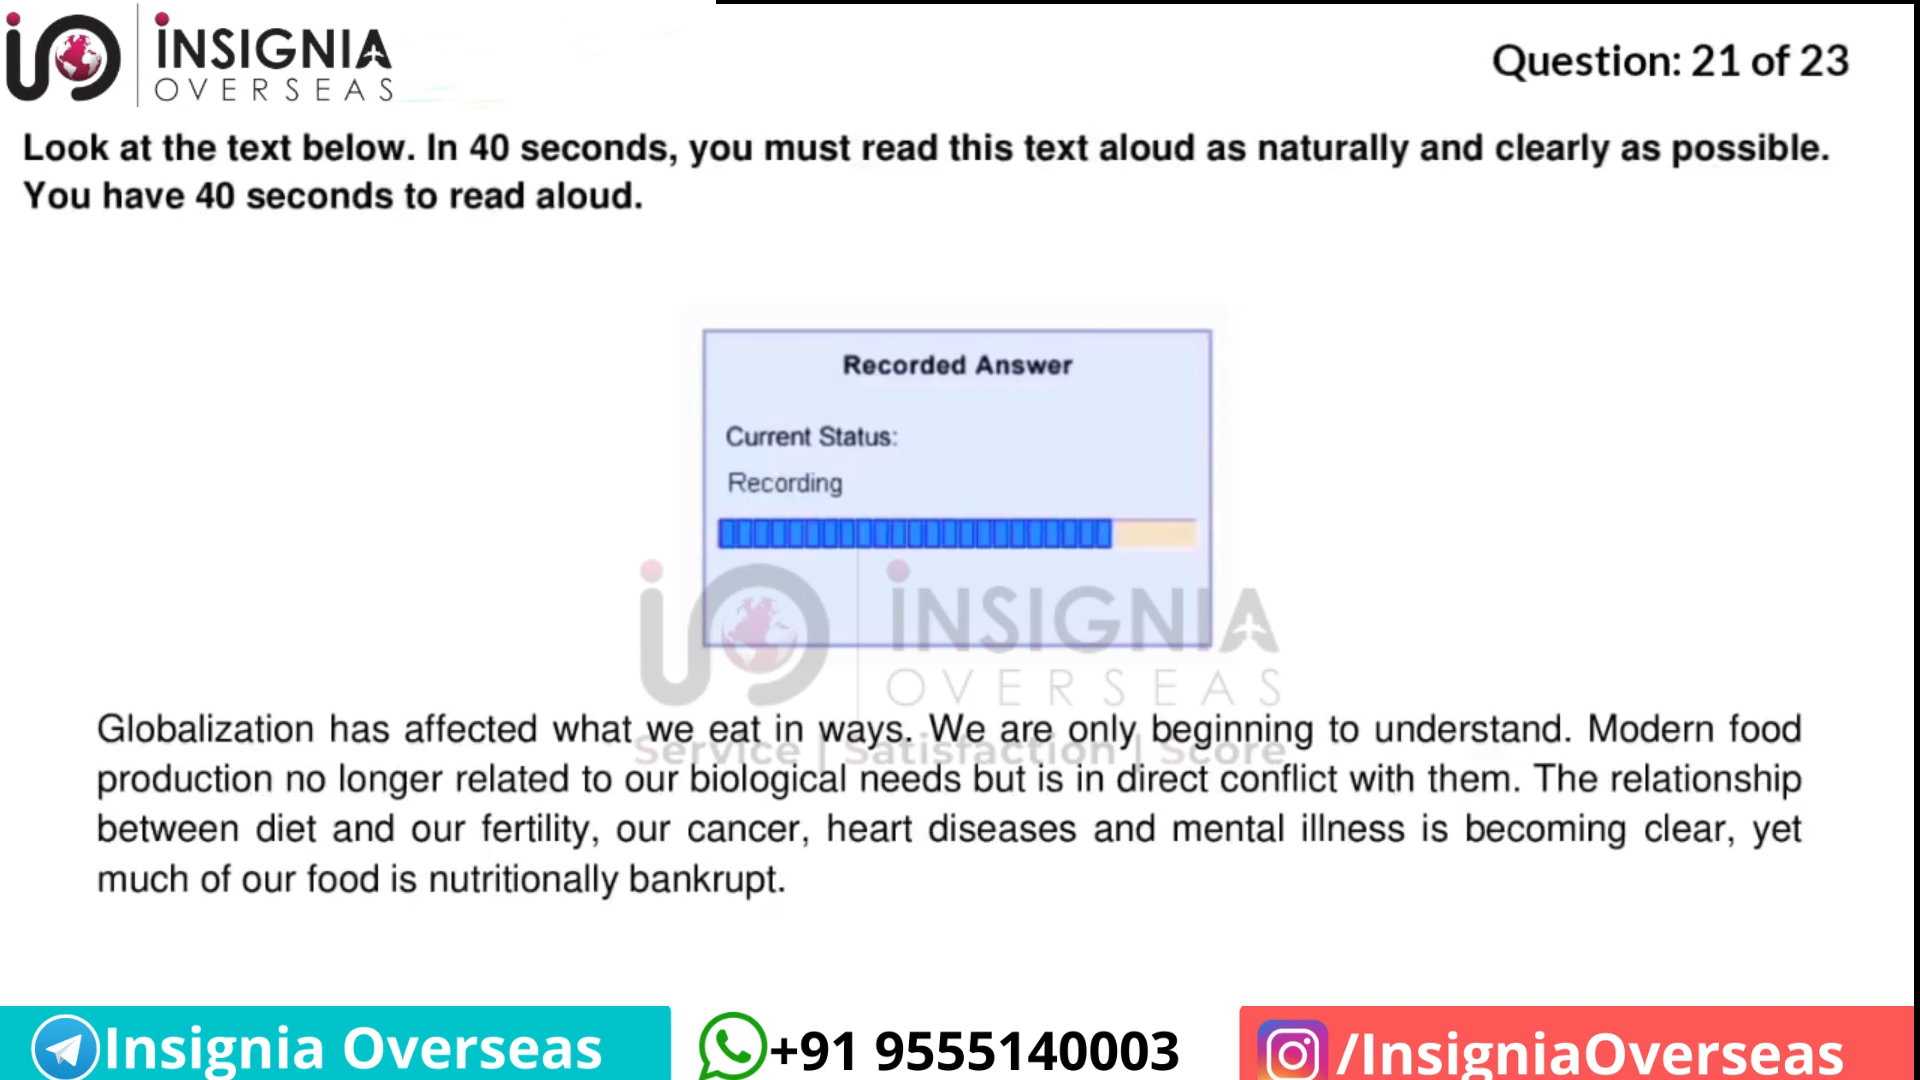 INSIGNIA
OVERSEAS
Question: 21 of 23
Look at the text below. In 40 seconds, you must read this text aloud as naturally and clearly as possible.
You have 40 seconds to read aloud.
Recorded Answer
Current Status:
Recording
INSIGNIA
OVERSEAS
Service | Satisfaction | Score
Globalization has affected what we eat in ways. We are only beginning to understand. Modern food
production no longer related to our biological needs but is in direct conflict with them. The relationship
between diet and our fertility, our cancer, heart diseases and mental illness is becoming clear, yet
much of our food is nutritionally bankrupt.
Insignia Overseas
+91 9555140003
/InsigniaOverseas